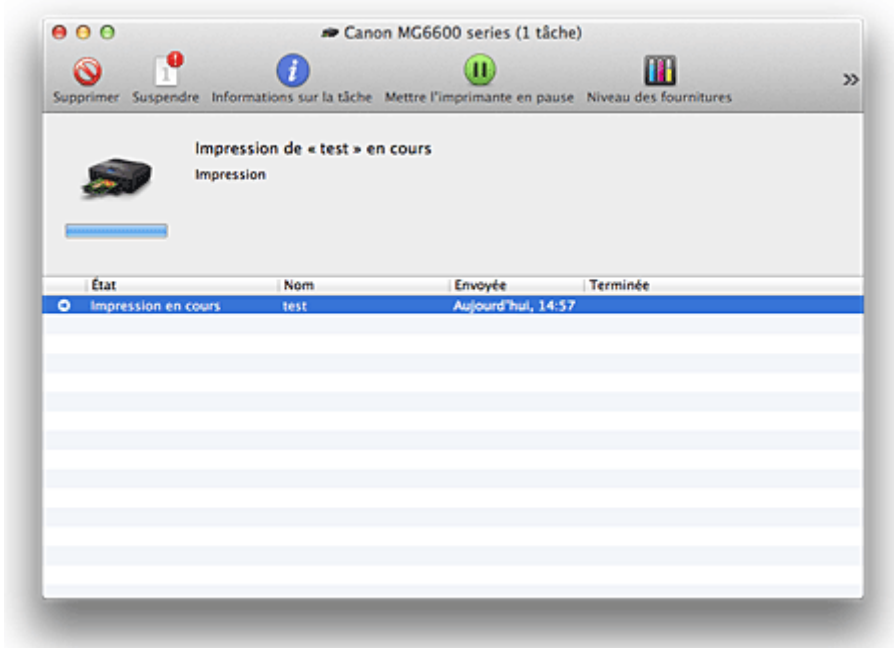 Canon MG6600 series (1 tâche)
Supprimer Suspendre Informations sur la tâche Mettre l'imprimante en pause Niveau des fournitures
Impression de « test » en cours
Impression
État Nom Envoyée Terminée
Impression en cours test Aujourd'hui, 14:57